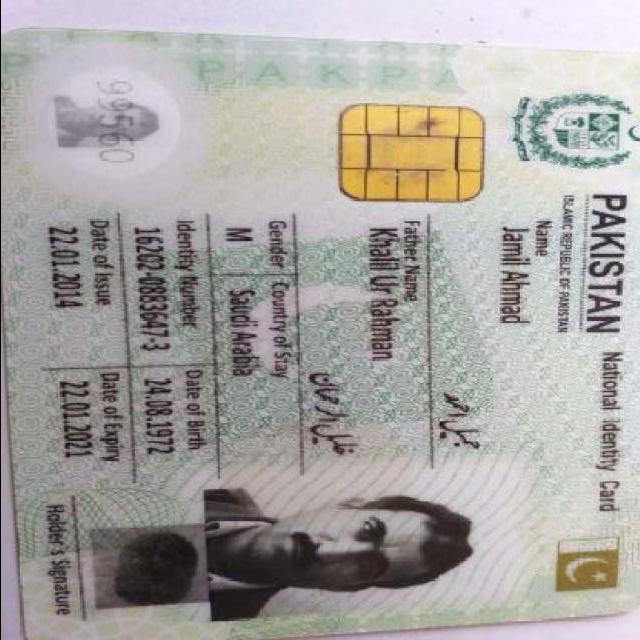 PAKISTAN National Identity Card
ISLAMIC REPUBLIC OF PAKISTAN
Name
Jamil Ahmad
جمیل احمد
Father Name
Khalil Ur Rahman
خلیل الرحمان
Gender Country of Stay
M Saudi Arabia
Identity Number Date of Birth
16202-0833647-3 24.08.1972
Date of Issue Date of Expiry
22.01.2014 22.01.2021
Holder's Signature